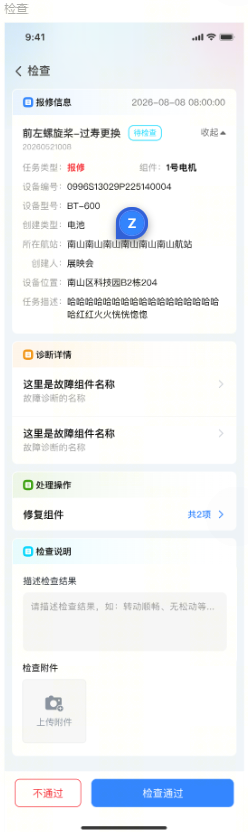 检查
9:41
检查
报修信息 2026-08-08 08:00:00
前左螺旋桨-过寿更换 待检查 收起
20260521008
任务类型: 报修 组件: 1号电机
设备编号: 0996S13029P225140004
设备型号: BT-600
创建类型: 电池
Z
所在航站: 南山南山南山南山南山南山航站
创建人: 展映会
设备位置: 南山区科技园B2栋204
任务描述: 哈哈哈哈哈哈哈哈哈哈哈哈哈哈哈哈哈
哈红红火火恍恍惚惚
诊断详情
这里是故障组件名称
故障诊断的名称
这里是故障组件名称
故障诊断的名称
处理操作
修复组件 共2项
检查说明
描述检查结果
请描述检查结果，如：转动顺畅、无松动等...
检查附件
上传附件
不通过 检查通过